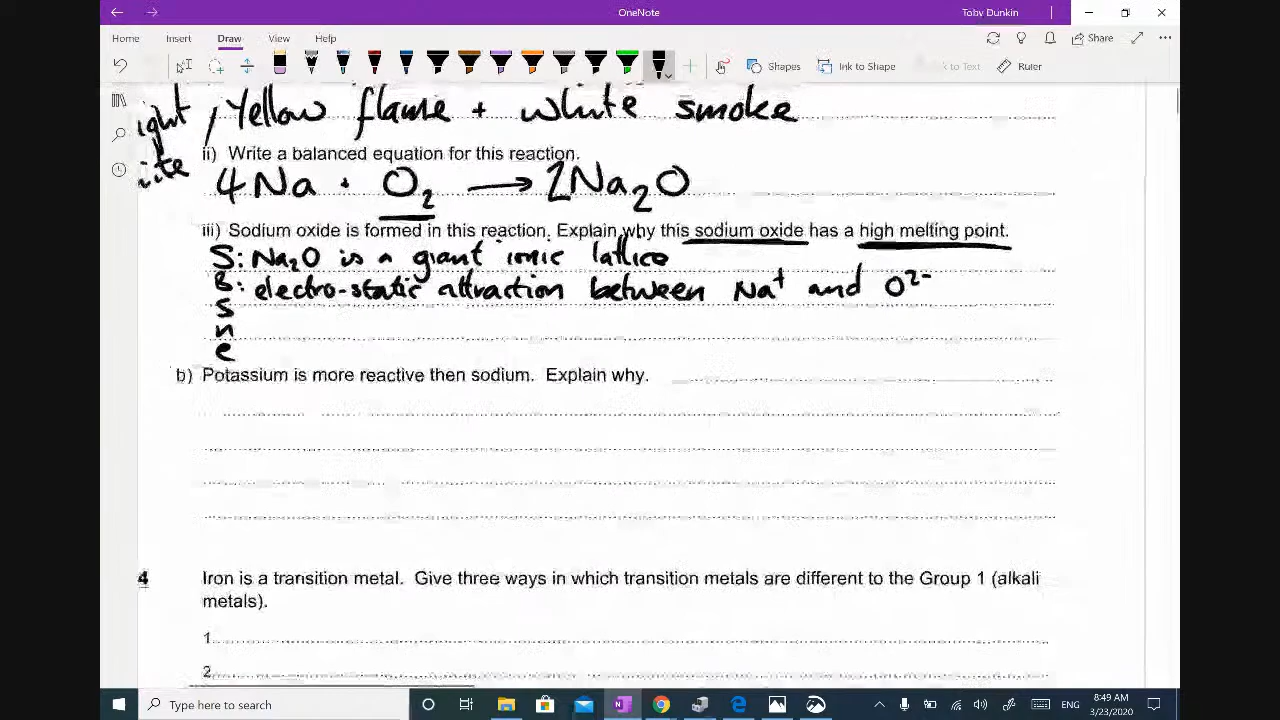 OneNote
Toby Dunkin
Home Insert Draw View Help
Share
Shapes
Ink to Shape
to Text
Ruler
ight , Yellow flame + white smoke
ii) Write a balanced equation for this reaction.
ite
4Na + O2 → 2Na2O
iii) Sodium oxide is formed in this reaction. Explain why this sodium oxide has a high melting point.
S: Na2O is a giant ionic lattice
B: electro-static attraction between Na+ and O2-
S
n
e
b) Potassium is more reactive then sodium. Explain why.
4 Iron is a transition metal. Give three ways in which transition metals are different to the Group 1 (alkali
metals).
1.
2.
Type here to search
ENG
8:49 AM
3/23/2020